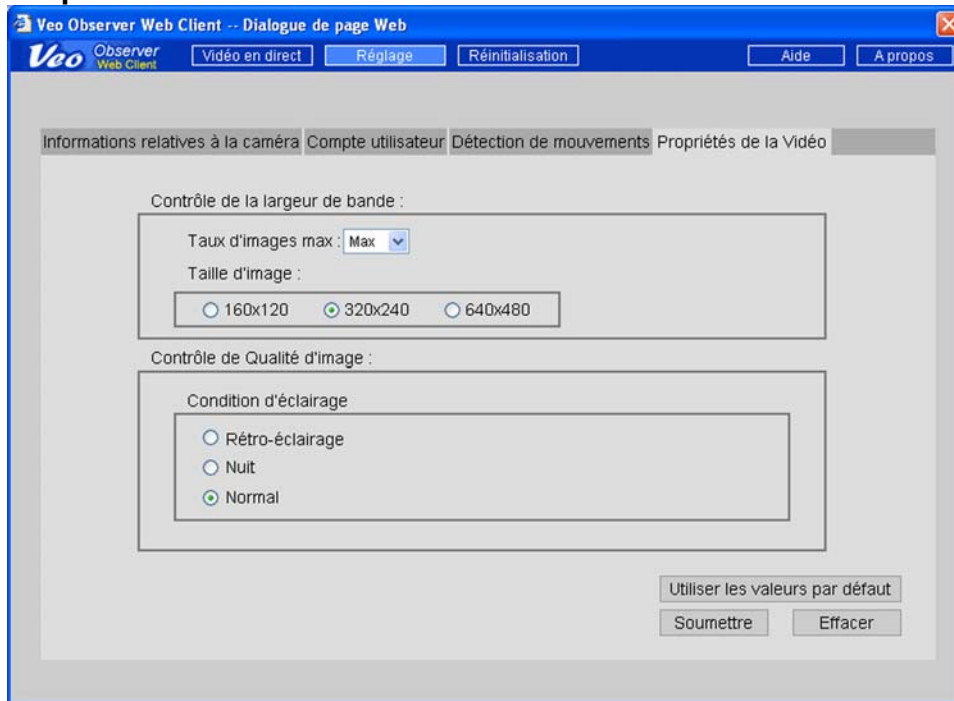 Veo Observer Web Client -- Dialogue de page Web
Veo Observer Web Client Vidéo en direct Réglage Réinitialisation Aide A propos
Informations relatives à la caméra Compte utilisateur Détection de mouvements Propriétés de la Vidéo
Contrôle de la largeur de bande :
Taux d'images max : Max
Taille d'image :
160x120 320x240 640x480
Contrôle de Qualité d'image :
Condition d'éclairage
Rétro-éclairage
Nuit
Normal
Utiliser les valeurs par défaut
Soumettre Effacer